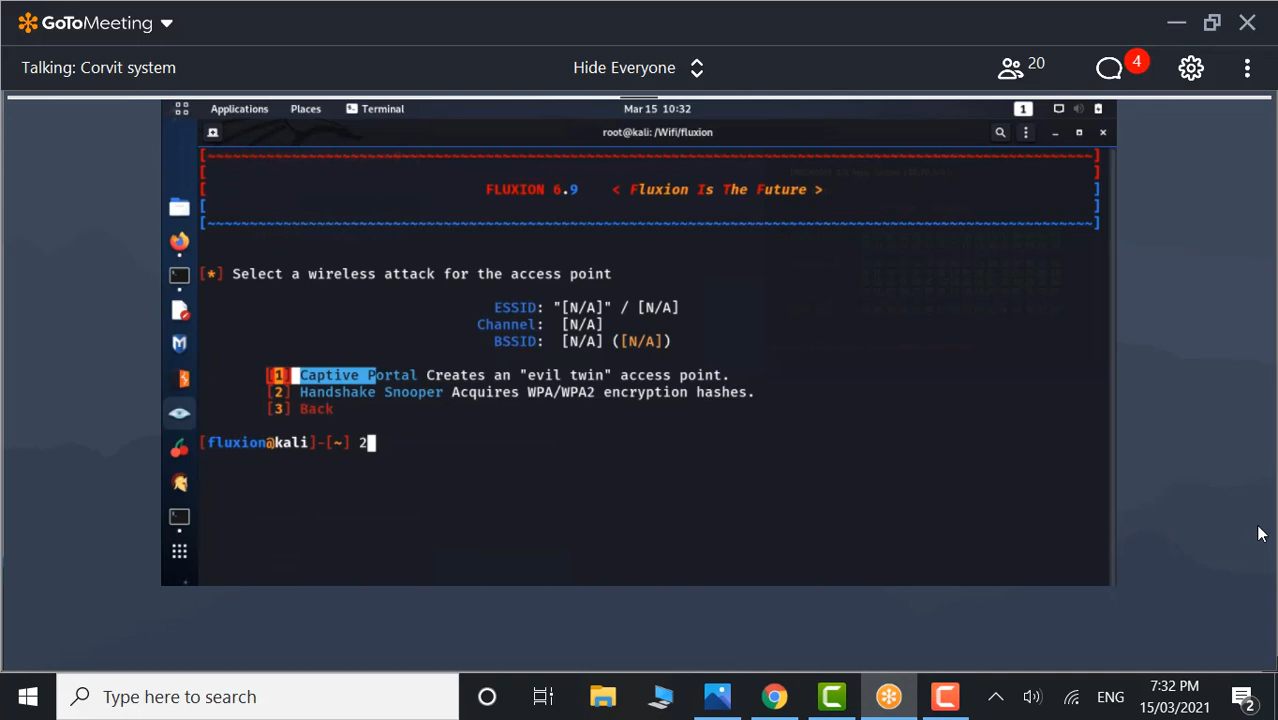 GoToMeeting
Talking: Corvit system
Hide Everyone
20
4
Applications Places Terminal Mar 15 10:32 1
root@kali: /Wifi/fluxion
FLUXION 6.9 < Fluxion Is The Future >
[*] Select a wireless attack for the access point
ESSID: "[N/A]" / [N/A]
Channel: [N/A]
BSSID: [N/A] ([N/A])
[1] Captive Portal Creates an "evil twin" access point.
[2] Handshake Snooper Acquires WPA/WPA2 encryption hashes.
[3] Back
[fluxion@kali]-[~] 2
Type here to search
ENG
7:32 PM
15/03/2021
2